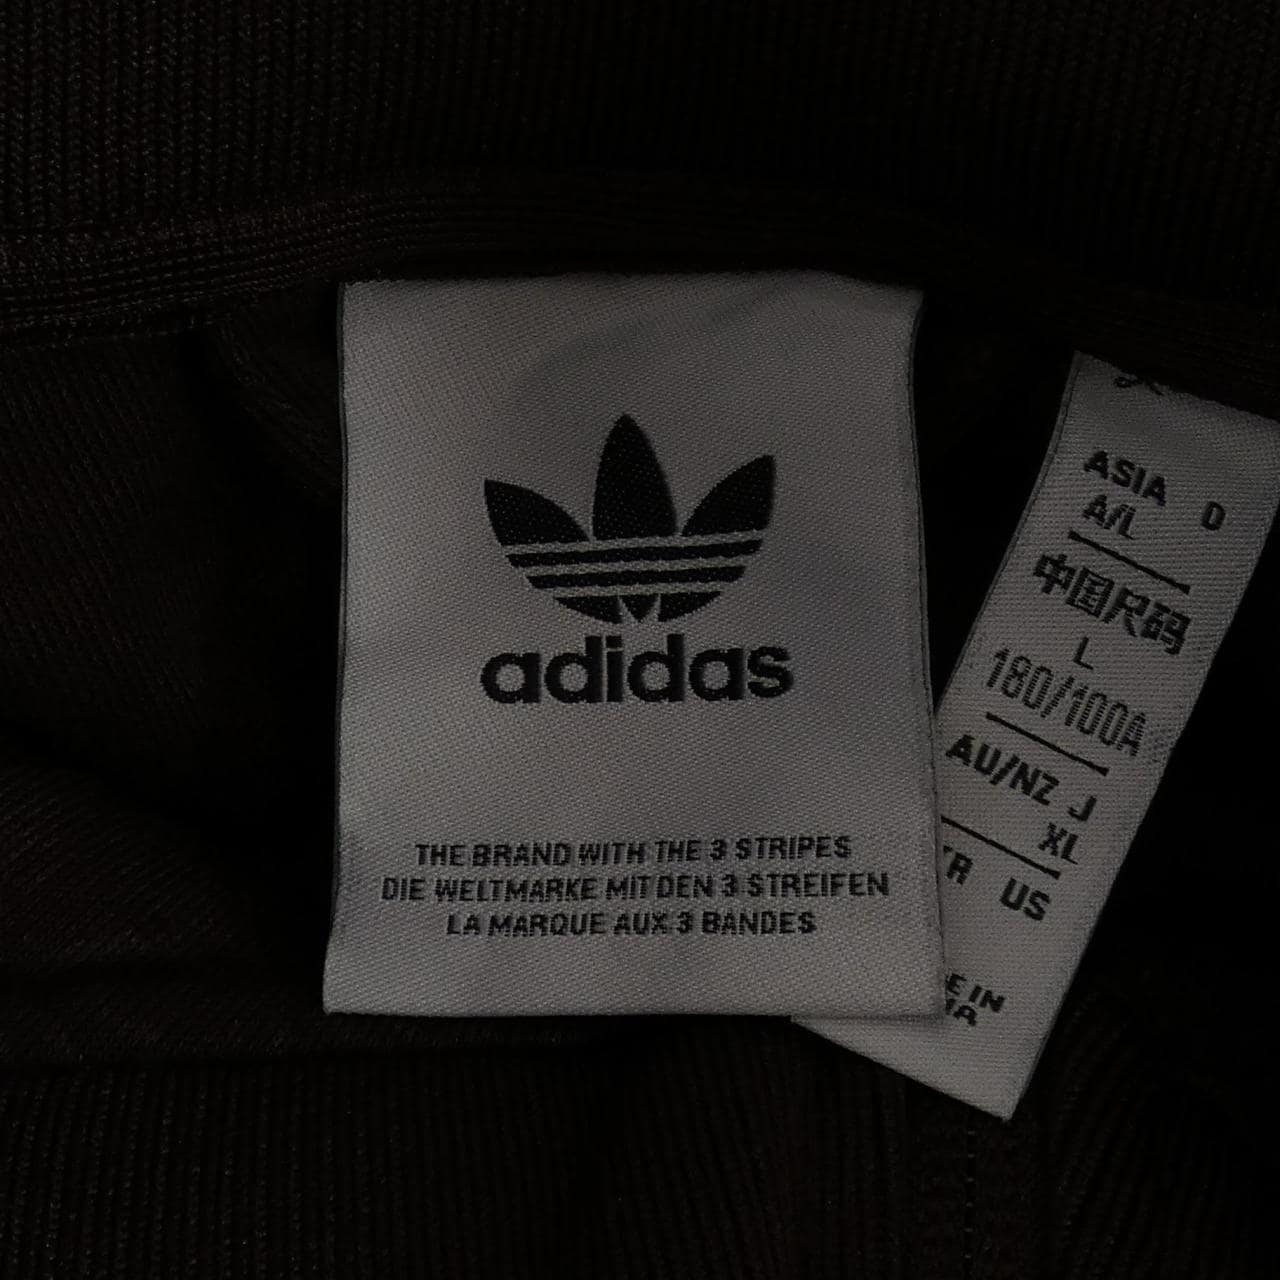 adidas
THE BRAND WITH THE 3 STRIPES
DIE WELTMARKE MIT DEN 3 STREIFEN
LA MARQUE AUX 3 BANDES
ASIA D
A/L
中国尺码
L
180/100A
AU/NZ J
XL
US
IN